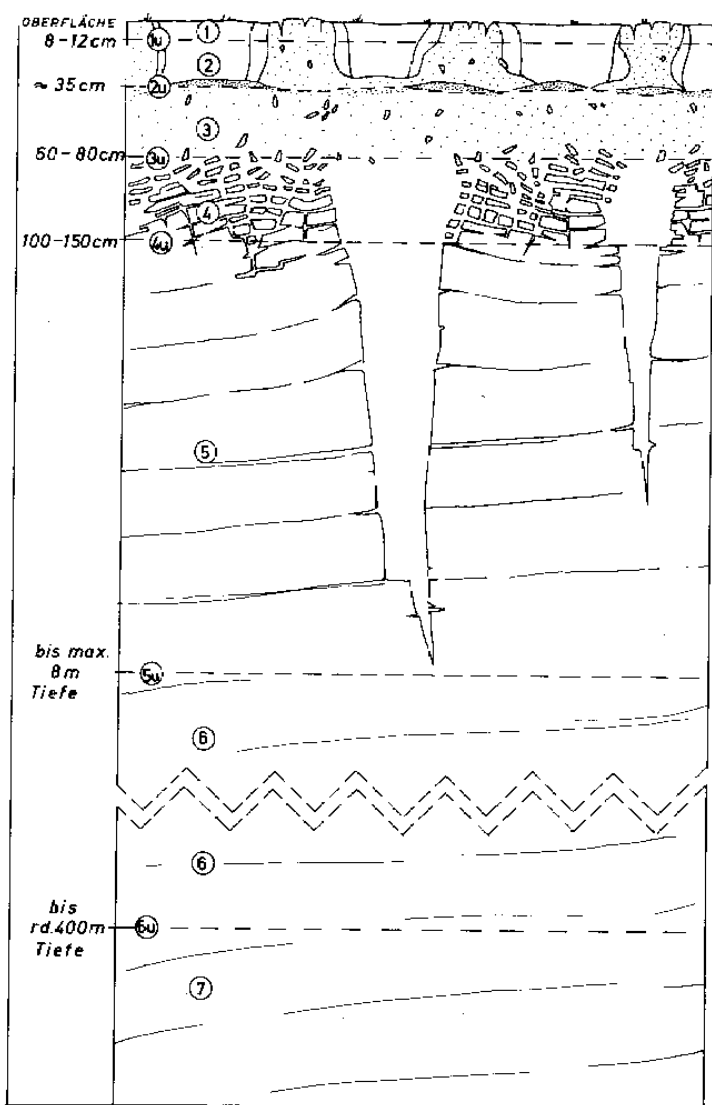 OBERFLÄCHE
8-12cm
1u
1
2
≈ 35cm
2u
3
60-80cm
3u
4
100-150cm
4u
5
bis max.
8m
Tiefe
5u
6
6
bis
rd.400m
Tiefe
6u
7